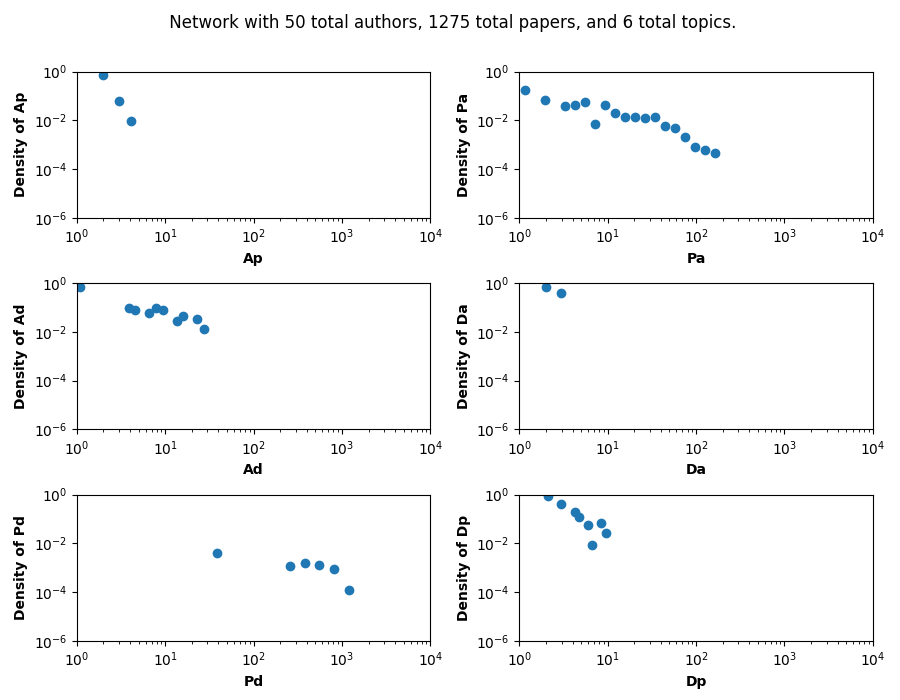 Network with 50 total authors, 1275 total papers, and 6 total topics.
Density of Ap
10^0
10^-2
10^-4
10^-6
10^0 10^1 10^2 10^3 10^4
Ap
Density of Pa
10^0
10^-2
10^-4
10^-6
10^0 10^1 10^2 10^3 10^4
Pa
Density of Ad
10^0
10^-2
10^-4
10^-6
10^0 10^1 10^2 10^3 10^4
Ad
Density of Da
10^0
10^-2
10^-4
10^-6
10^0 10^1 10^2 10^3 10^4
Da
Density of Pd
10^0
10^-2
10^-4
10^-6
10^0 10^1 10^2 10^3 10^4
Pd
Density of Dp
10^0
10^-2
10^-4
10^-6
10^0 10^1 10^2 10^3 10^4
Dp